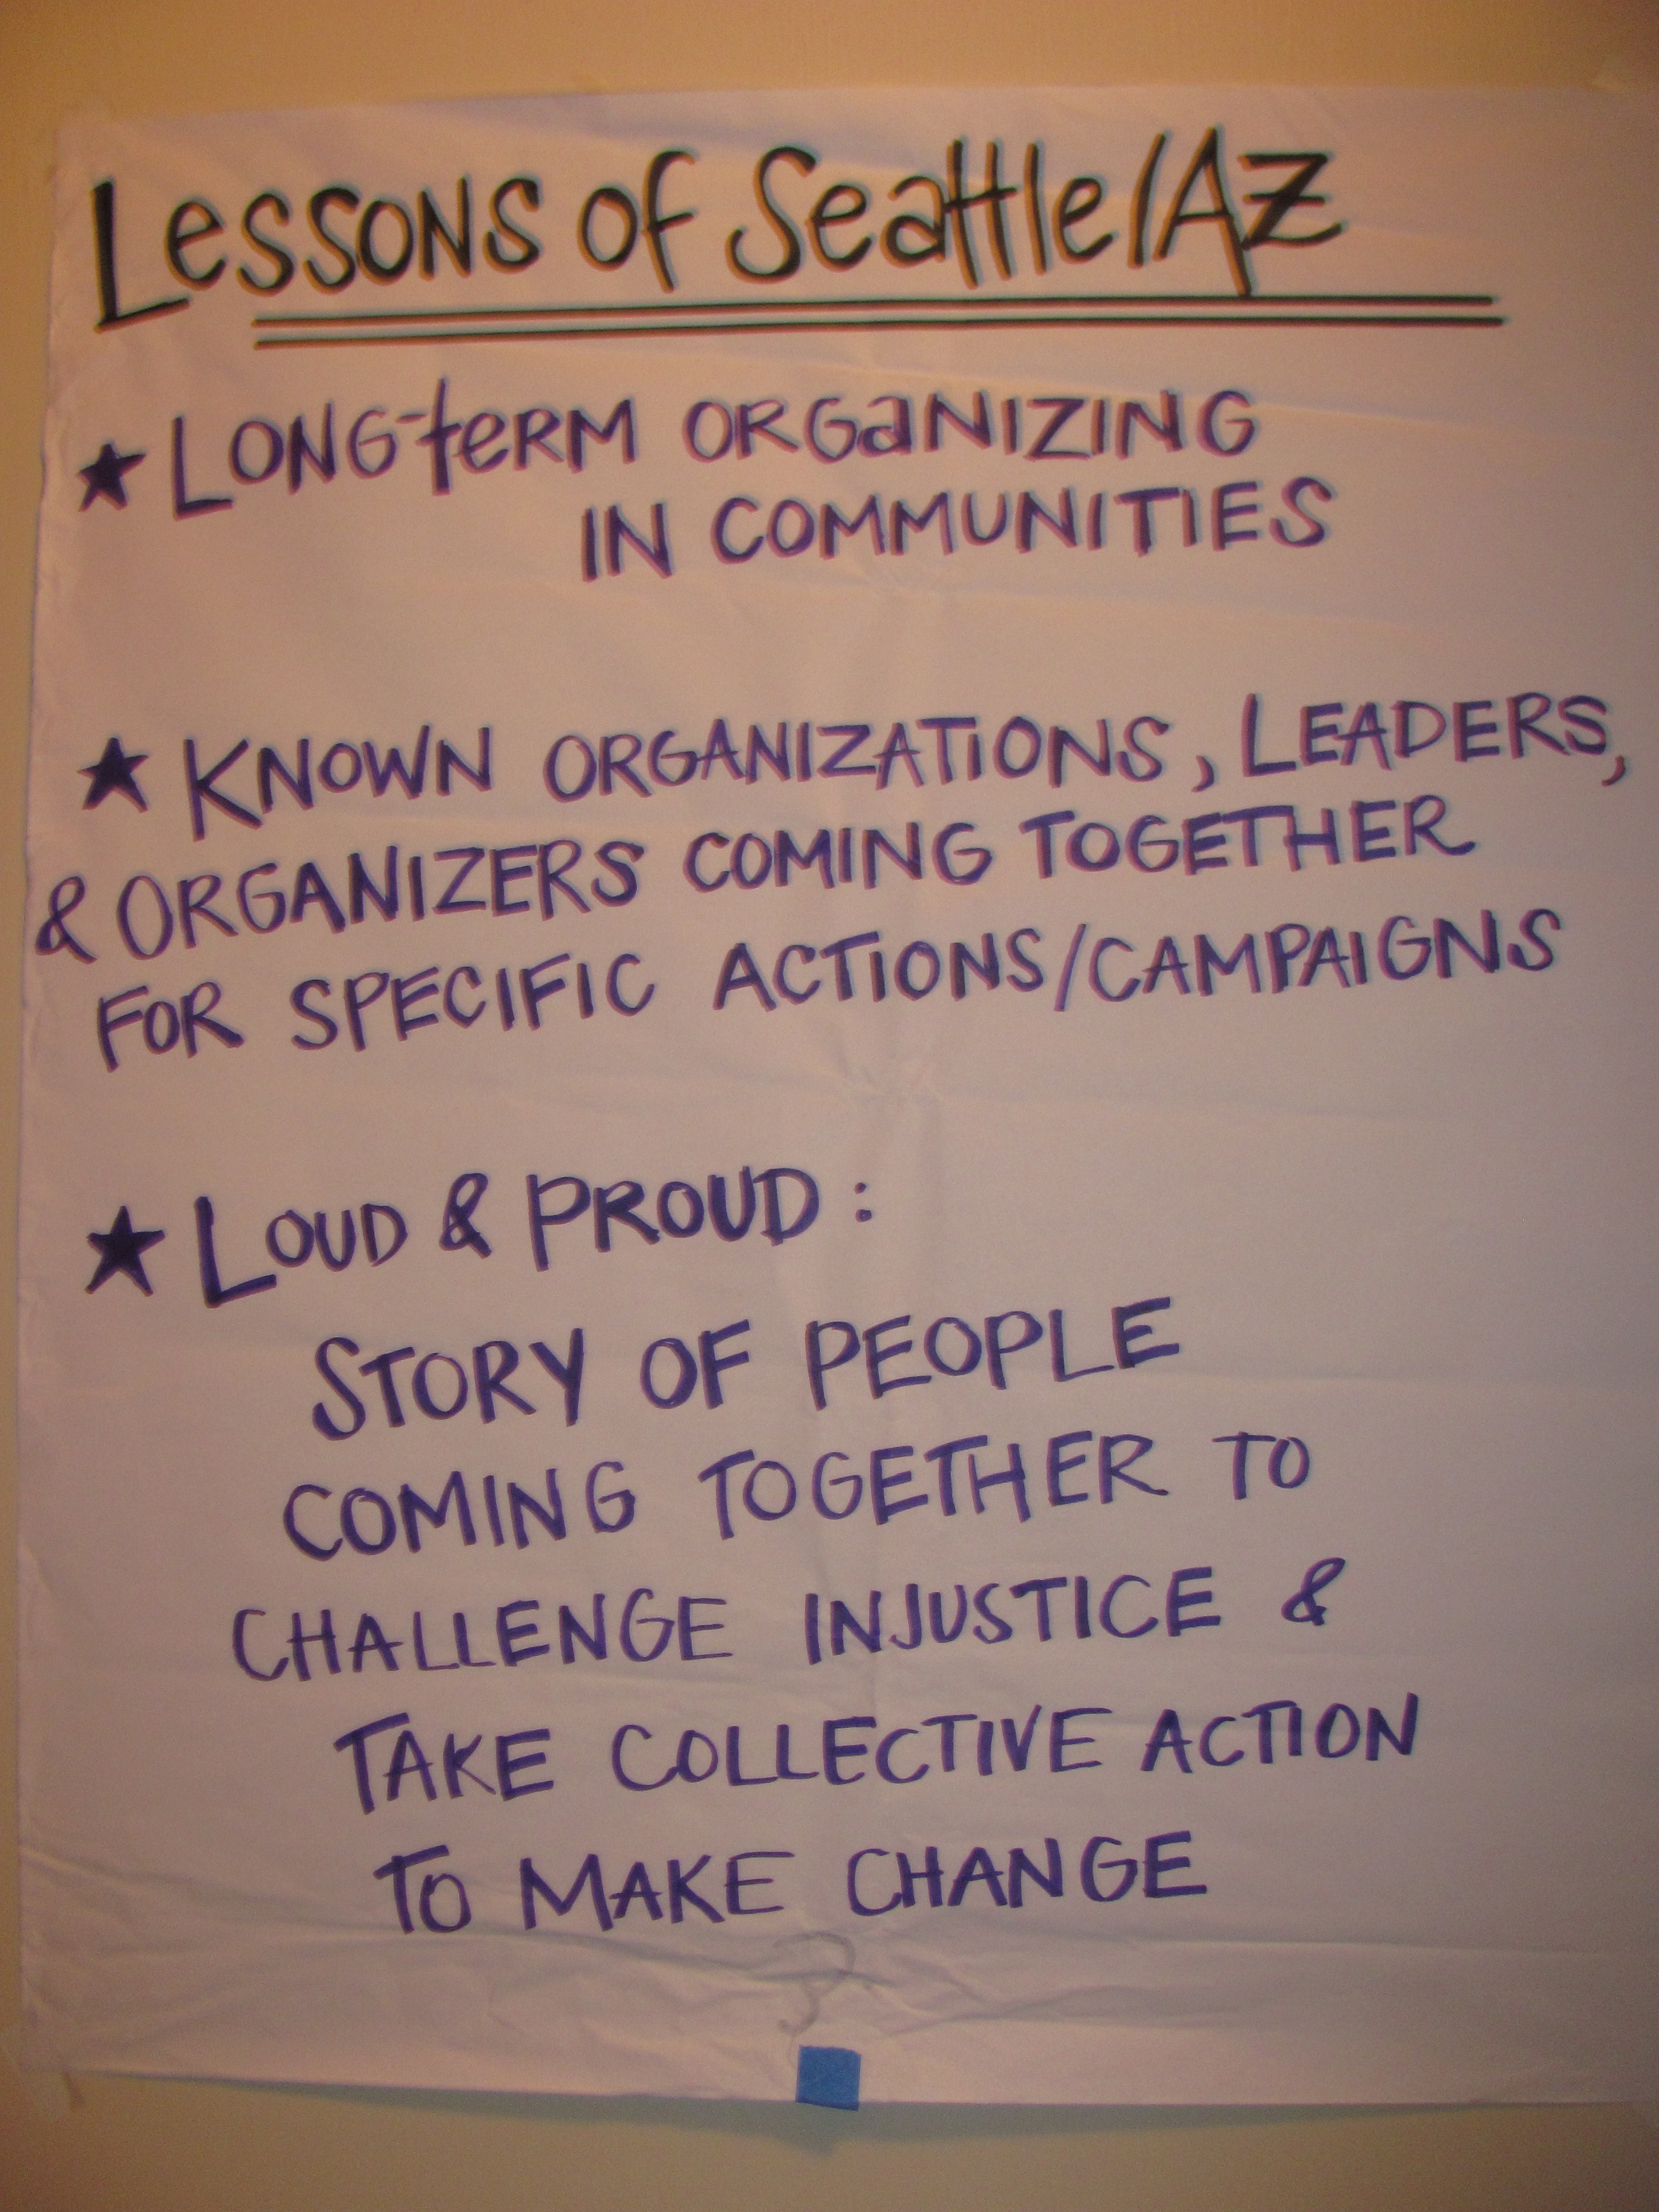 Lessons of Seattle/AZ
★ Long-term organizing
in communities
★ Known organizations, Leaders,
& organizers coming together
for specific actions/campaigns
★ Loud & Proud:
Story of people
coming together to
challenge injustice &
take collective action
to make change